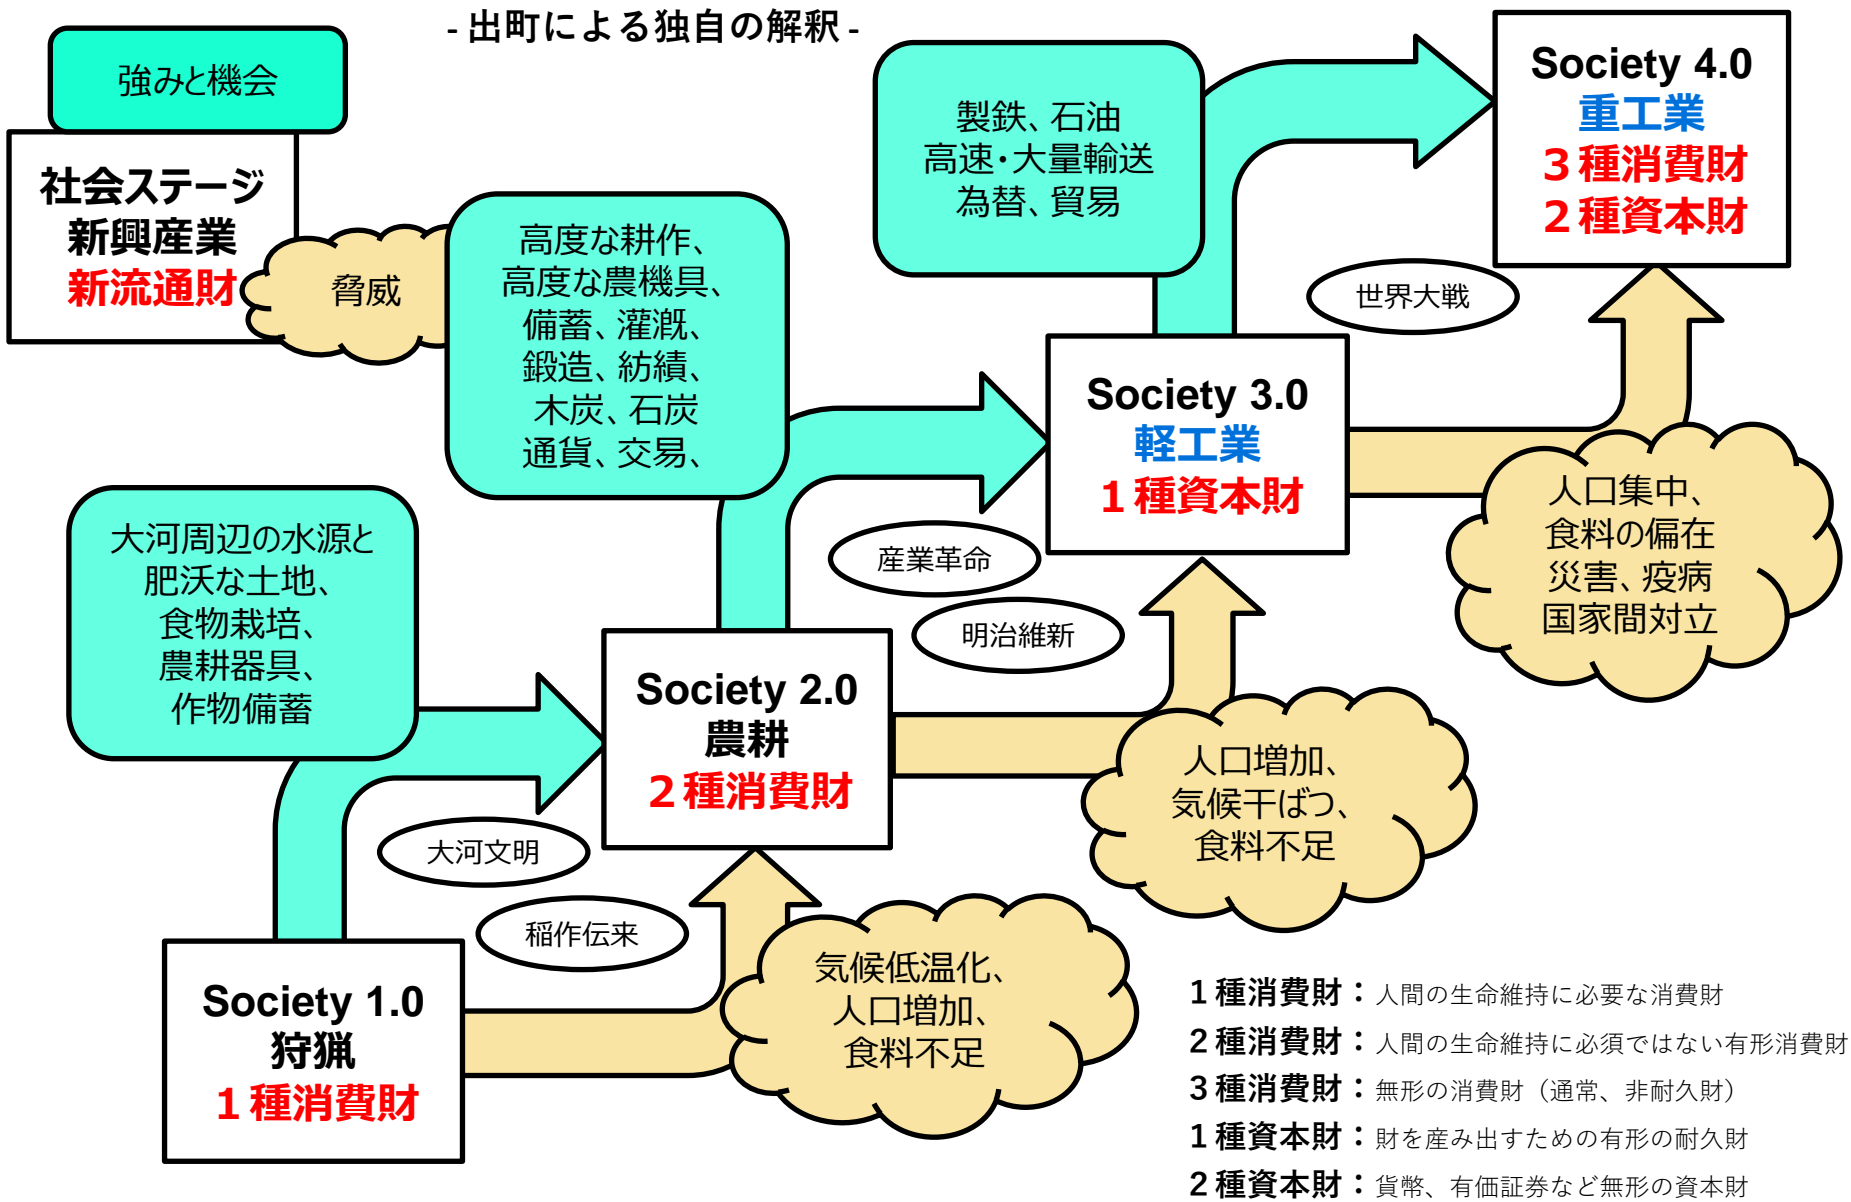 - 出町による独自の解釈 -
強みと機会
社会ステージ
新興産業
新流通財
脅威
高度な耕作、
高度な農機具、
備蓄、灌漑、
鍛造、紡績、
木炭、石炭
通貨、交易、
製鉄、石油
高速・大量輸送
為替、貿易
Society 4.0
重工業
３種消費財
２種資本財
世界大戦
Society 3.0
軽工業
１種資本財
人口集中、
食料の偏在
災害、疫病
国家間対立
大河周辺の水源と
肥沃な土地、
食物栽培、
農耕器具、
作物備蓄
産業革命
明治維新
Society 2.0
農耕
２種消費財
人口増加、
気候干ばつ、
食料不足
大河文明
稲作伝来
Society 1.0
狩猟
１種消費財
気候低温化、
人口増加、
食料不足
１種消費財：人間の生命維持に必要な消費財
２種消費財：人間の生命維持に必須ではない有形消費財
３種消費財：無形の消費財（通常、非耐久財）
１種資本財：財を産み出すための有形の耐久財
２種資本財：貨幣、有価証券など無形の資本財